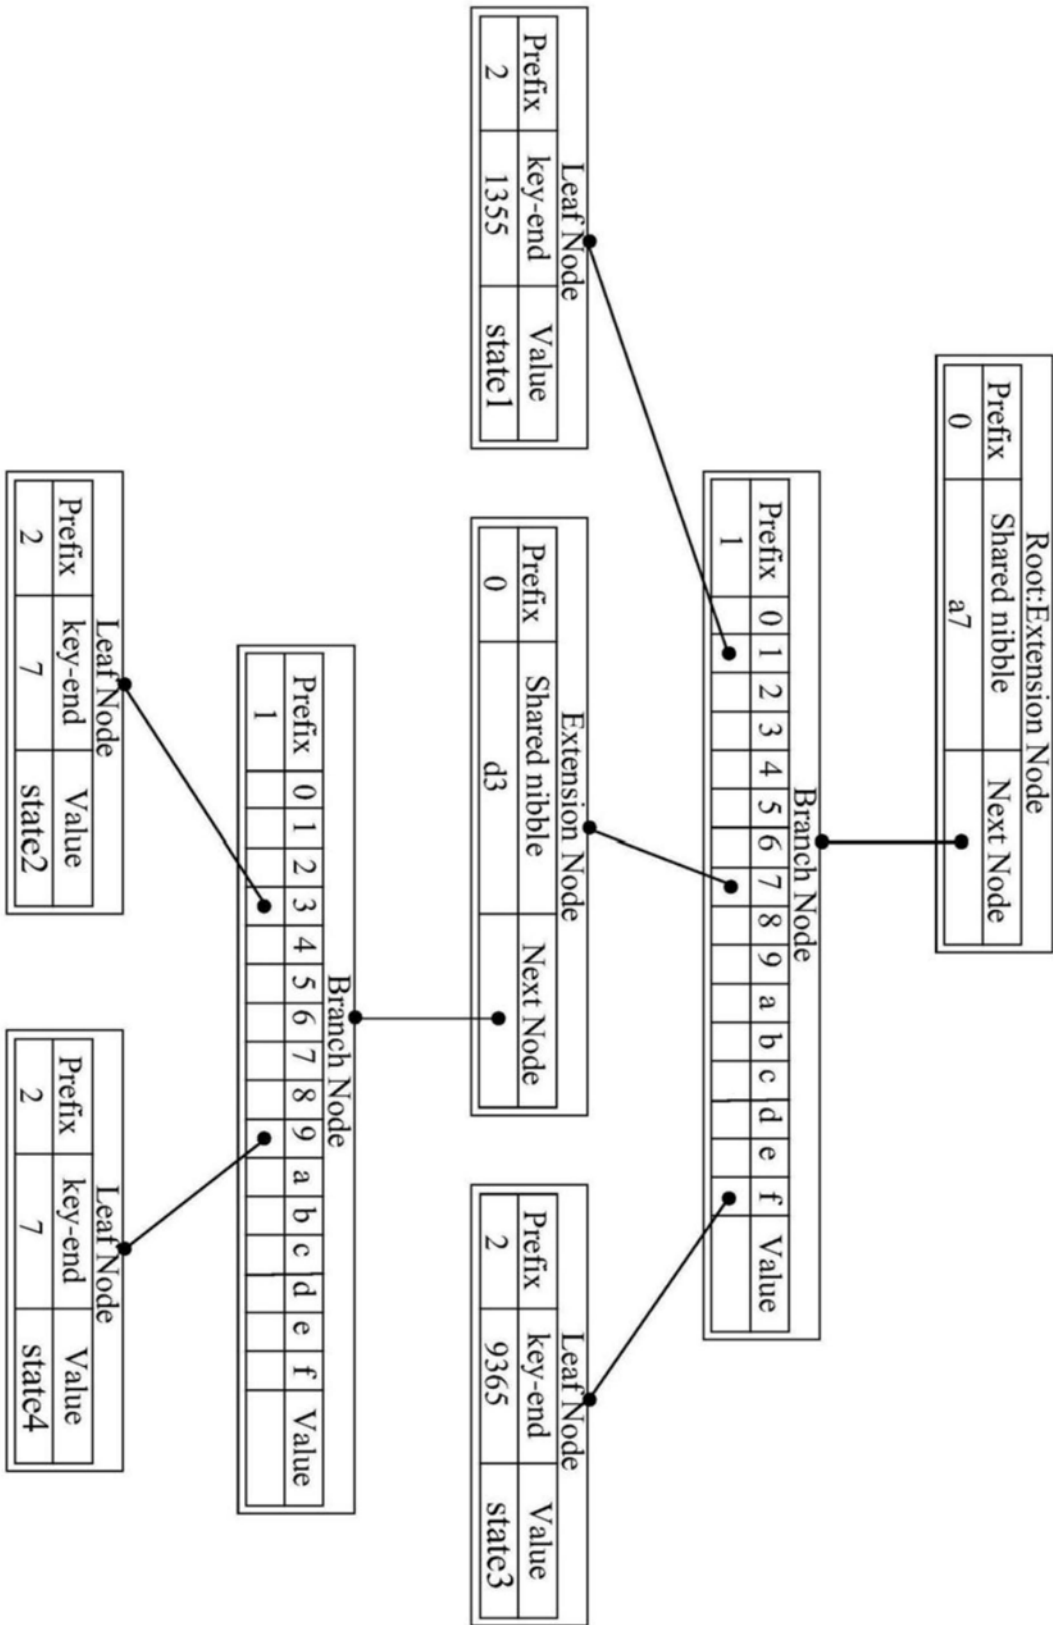 Root:Extension Node
Prefix Shared nibble Next Node
0 a7
Branch Node
Prefix 0 1 2 3 4 5 6 7 8 9 a b c d e f Value
1
Leaf Node
Prefix key-end Value
2 1355 state1
Extension Node
Prefix Shared nibble Next Node
0 d3
Leaf Node
Prefix key-end Value
2 9365 state3
Branch Node
Prefix 0 1 2 3 4 5 6 7 8 9 a b c d e f Value
1
Leaf Node
Prefix key-end Value
2 7 state2
Leaf Node
Prefix key-end Value
2 7 state4